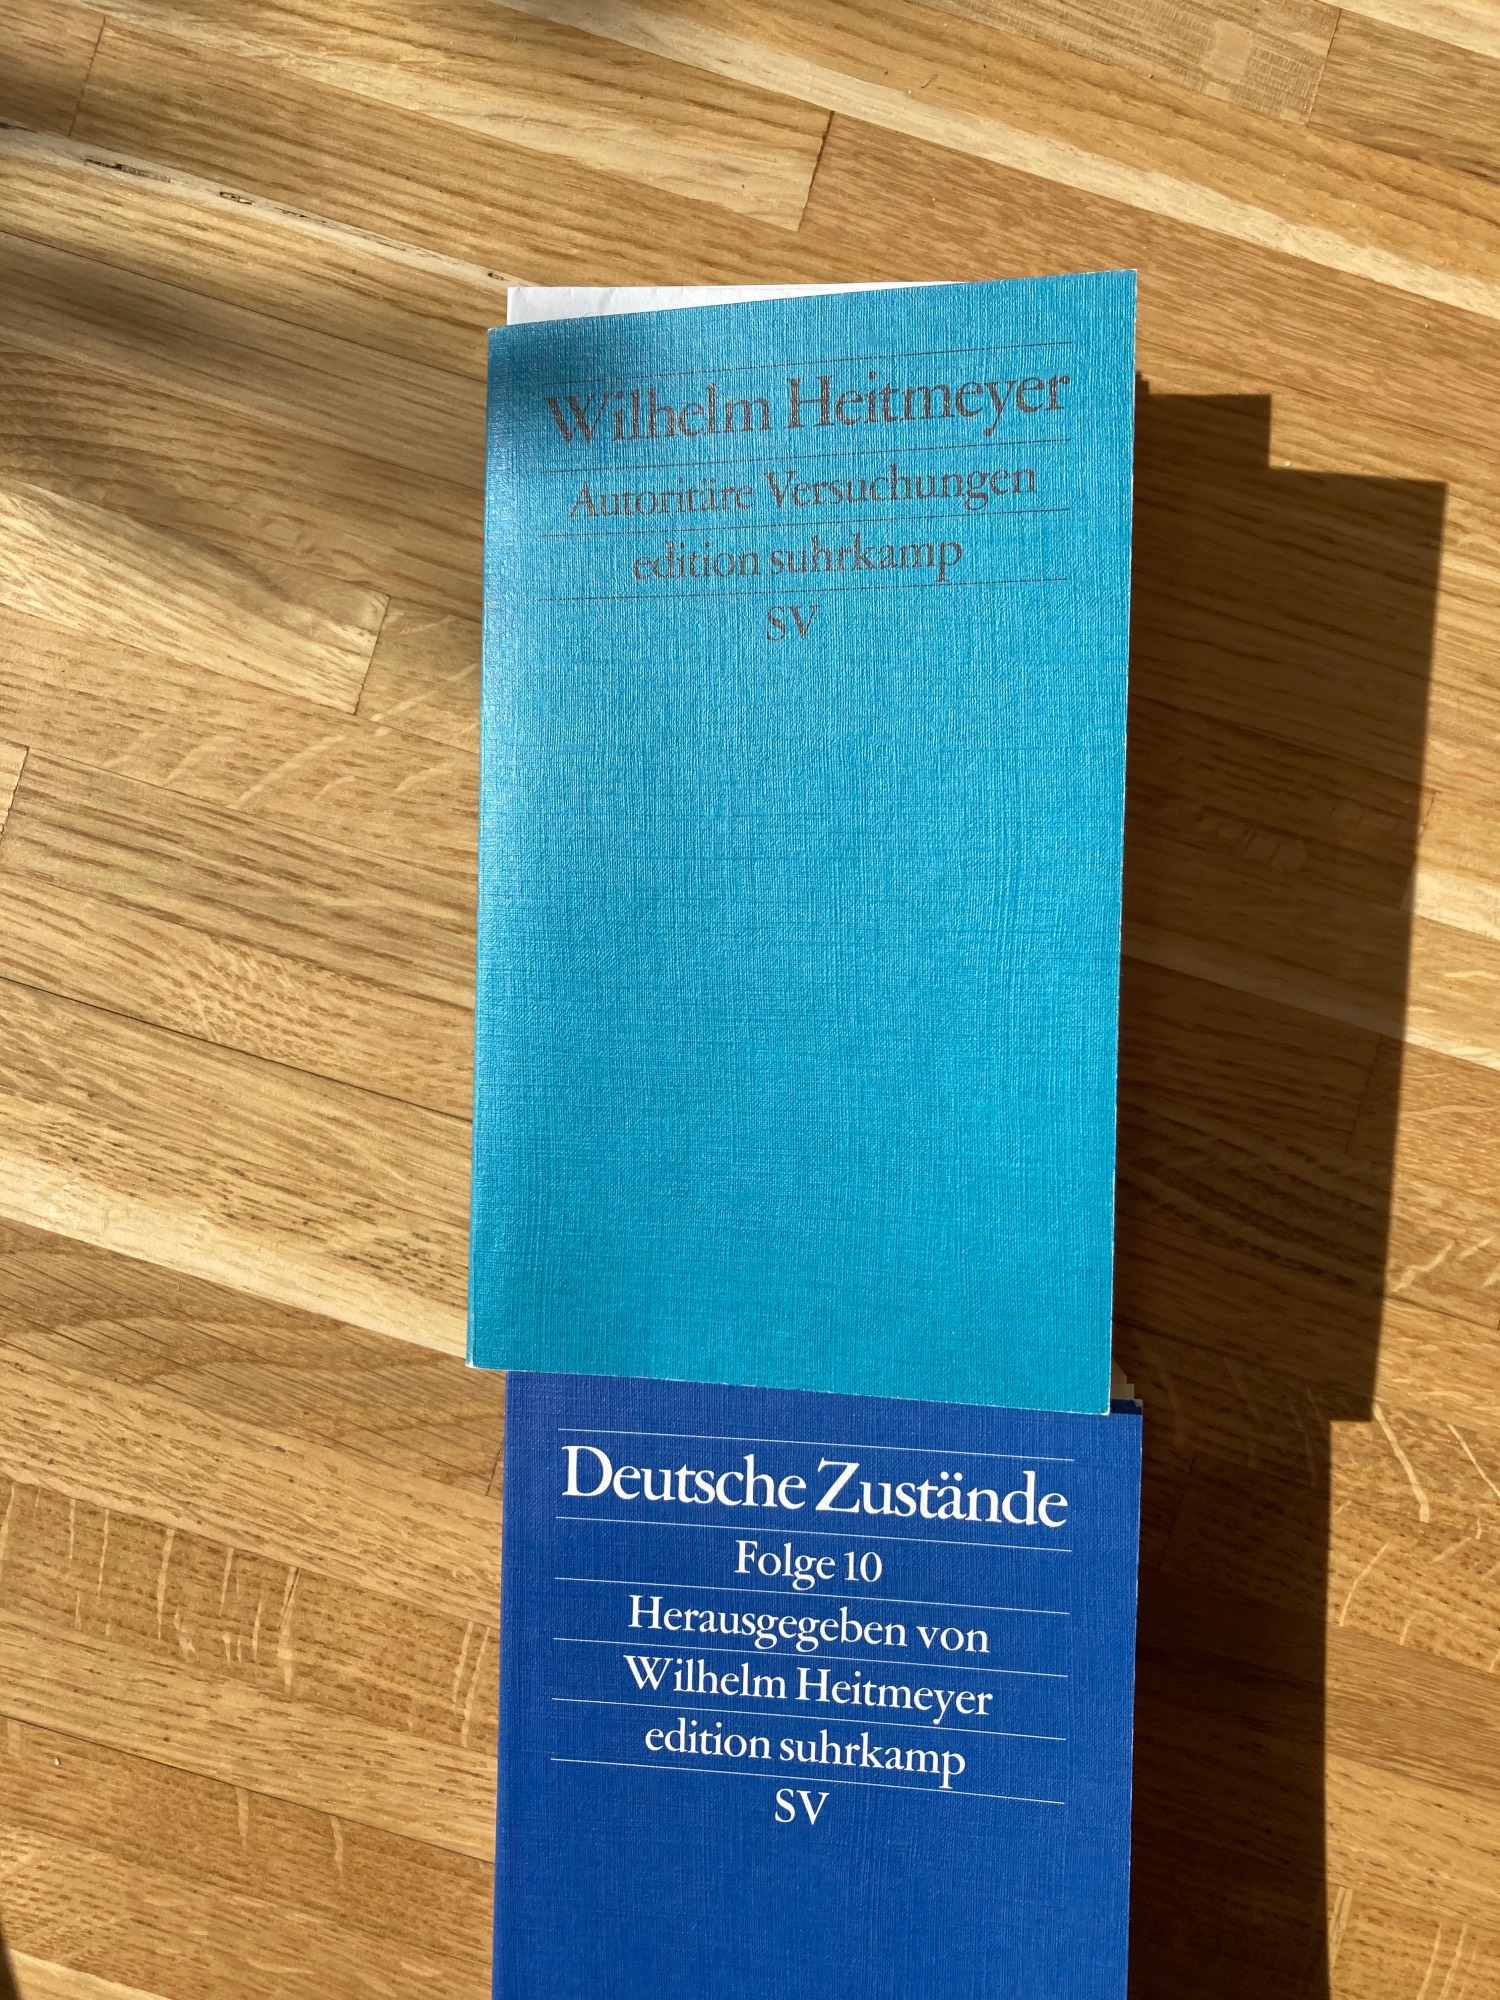 Wilhelm Heitmeyer
Autoritäre Versuchungen
edition suhrkamp
SV
Deutsche Zustände
Folge 10
Herausgegeben von
Wilhelm Heitmeyer
edition suhrkamp
SV